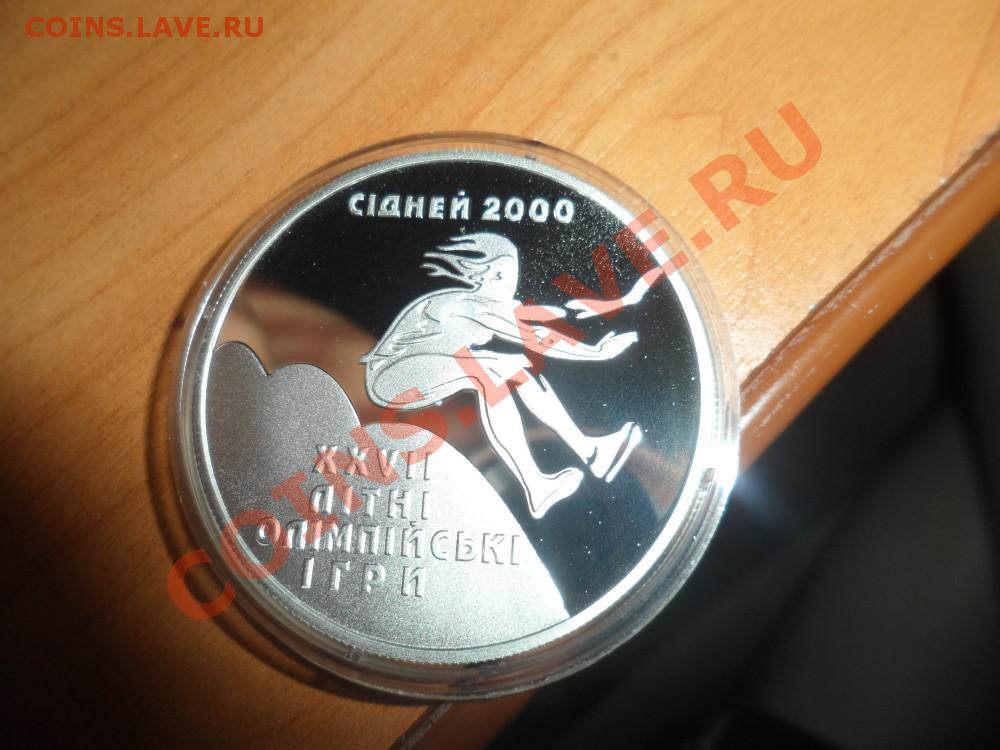 COINS.LAVE.RU
СІДНЕЙ 2000
XXVII
ЛІТНІ
ОЛІМПІЙСЬКІ
ІГРИ
COINS.LAVE.RU